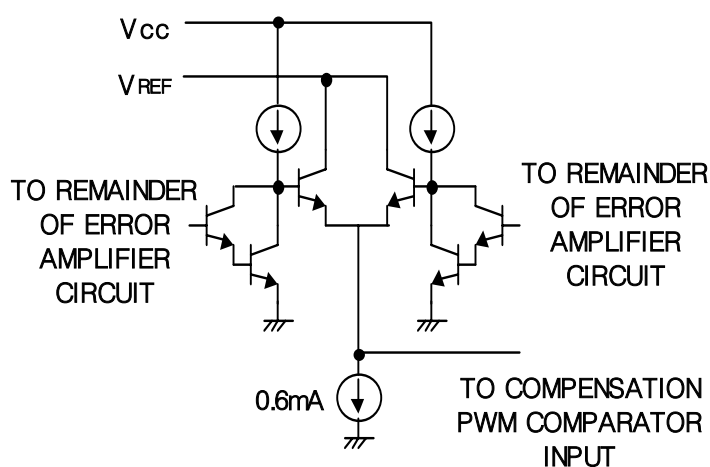 Vcc
VREF
TO REMAINDER
OF ERROR
AMPLIFIER
CIRCUIT
TO REMAINDER
OF ERROR
AMPLIFIER
CIRCUIT
0.6mA
TO COMPENSATION
PWM COMPARATOR
INPUT